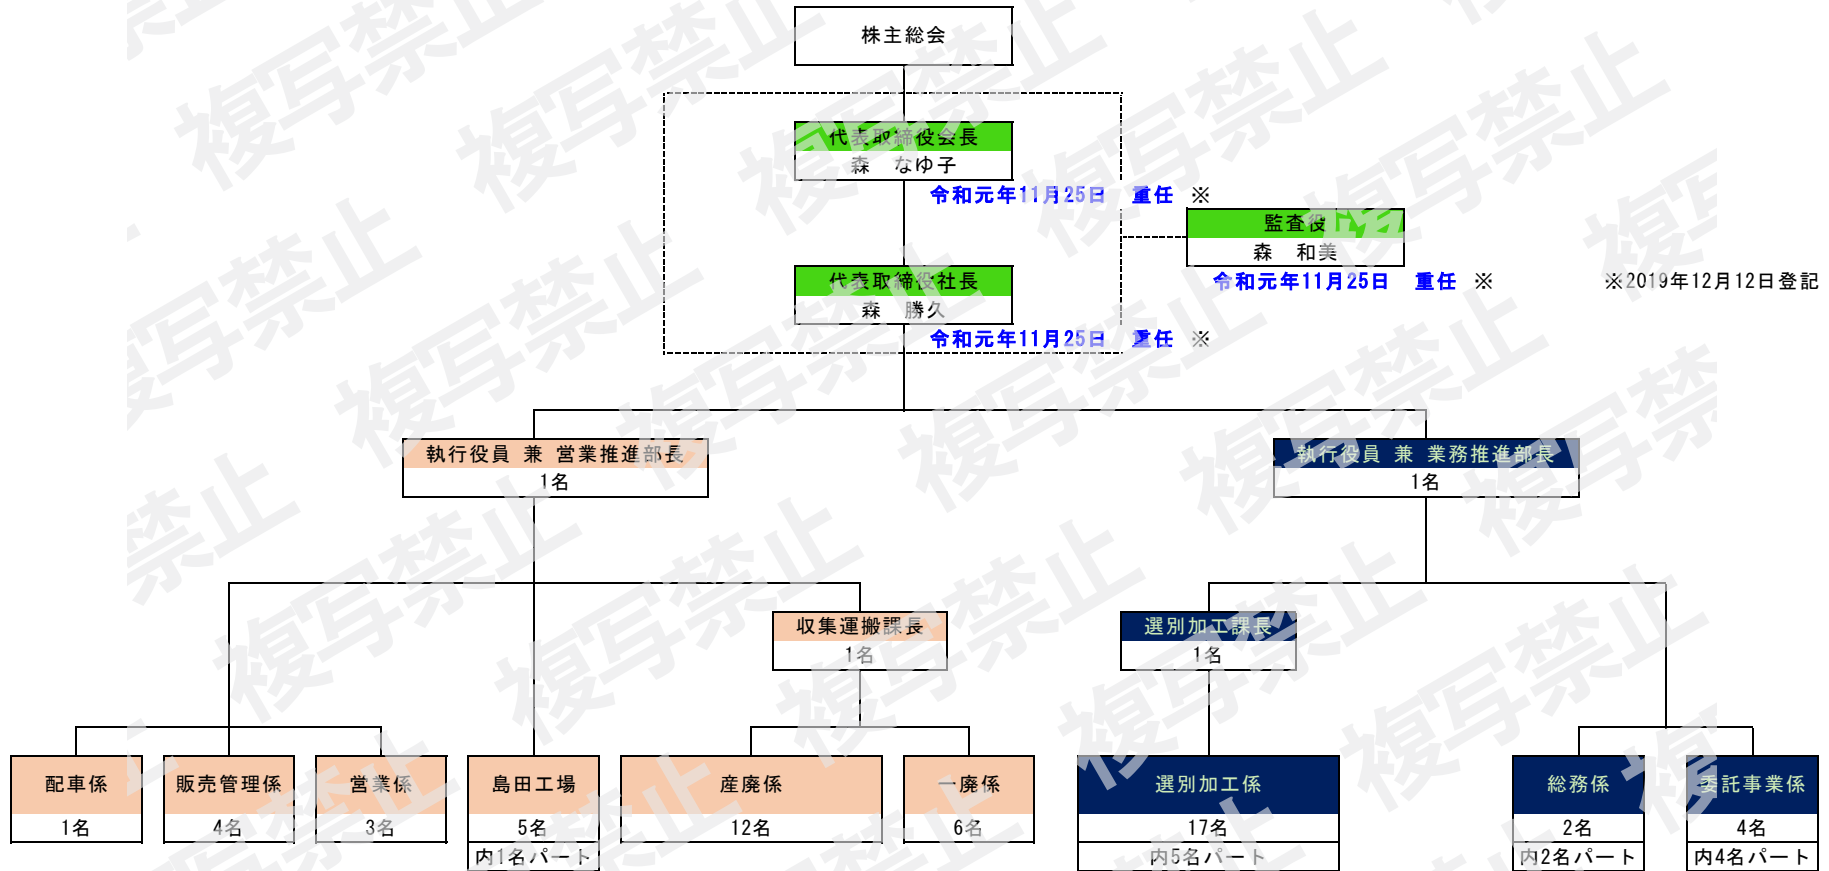 株主総会
代表取締役会長
森　なゆ子
令和元年11月25日　重任 ※
監査役
森　和美
令和元年11月25日　重任 ※
※2019年12月12日登記
代表取締役社長
森　勝久
令和元年11月25日　重任 ※
執行役員 兼 営業推進部長
1名
執行役員 兼 業務推進部長
1名
収集運搬課長
1名
選別加工課長
1名
配車係
1名
販売管理係
4名
営業係
3名
島田工場
5名
内1名パート
産廃係
12名
一廃係
6名
選別加工係
17名
内5名パート
総務係
2名
内2名パート
委託事業係
4名
内4名パート
複写禁止